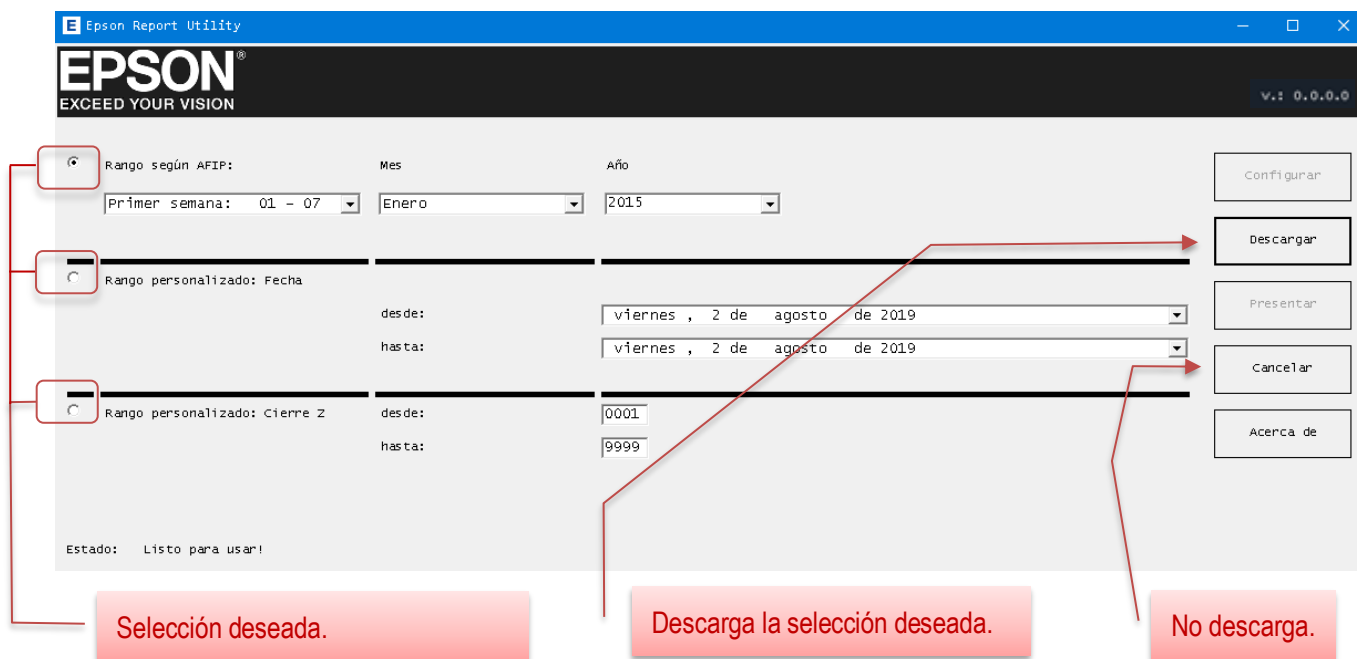 E Epson Report Utility
EPSON®
EXCEED YOUR VISION
v.: 0.0.0.0
Rango según AFIP: Mes Año
Configurar
Primer semana: 01 - 07 Enero 2015
Descargar
Rango personalizado: Fecha
Presentar
desde: viernes , 2 de agosto de 2019
hasta: viernes , 2 de agosto de 2019
Cancelar
Rango personalizado: Cierre Z desde: 0001
Acerca de
hasta: 9999
Estado: Listo para usar!
Selección deseada.
Descarga la selección deseada.
No descarga.